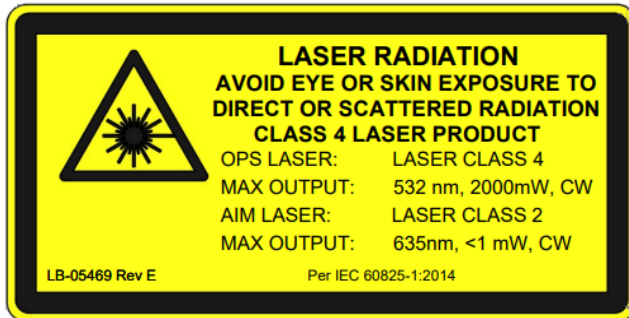 LASER RADIATION
AVOID EYE OR SKIN EXPOSURE TO
DIRECT OR SCATTERED RADIATION
CLASS 4 LASER PRODUCT
OPS LASER: LASER CLASS 4
MAX OUTPUT: 532 nm, 2000mW, CW
AIM LASER: LASER CLASS 2
MAX OUTPUT: 635nm, <1 mW, CW
LB-05469 Rev E Per IEC 60825-1:2014